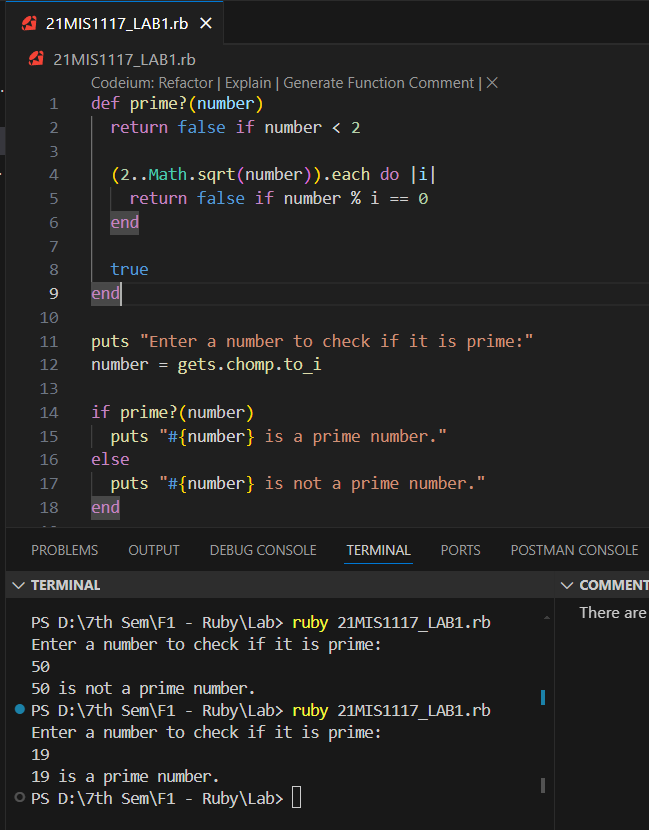 21MIS1117_LAB1.rb ×
21MIS1117_LAB1.rb
Codeium: Refactor | Explain | Generate Function Comment | ×
1 def prime?(number)
2   return false if number < 2
3
4   (2..Math.sqrt(number)).each do |i|
5     return false if number % i == 0
6   end
7
8   true
9 end
10
11 puts "Enter a number to check if it is prime:"
12 number = gets.chomp.to_i
13
14 if prime?(number)
15   puts "#{number} is a prime number."
16 else
17   puts "#{number} is not a prime number."
18 end
PROBLEMS OUTPUT DEBUG CONSOLE TERMINAL PORTS POSTMAN CONSOLE
TERMINAL
PS D:\7th Sem\F1 - Ruby\Lab> ruby 21MIS1117_LAB1.rb
Enter a number to check if it is prime:
50
50 is not a prime number.
PS D:\7th Sem\F1 - Ruby\Lab> ruby 21MIS1117_LAB1.rb
Enter a number to check if it is prime:
19
19 is a prime number.
PS D:\7th Sem\F1 - Ruby\Lab>
COMMENT
There are